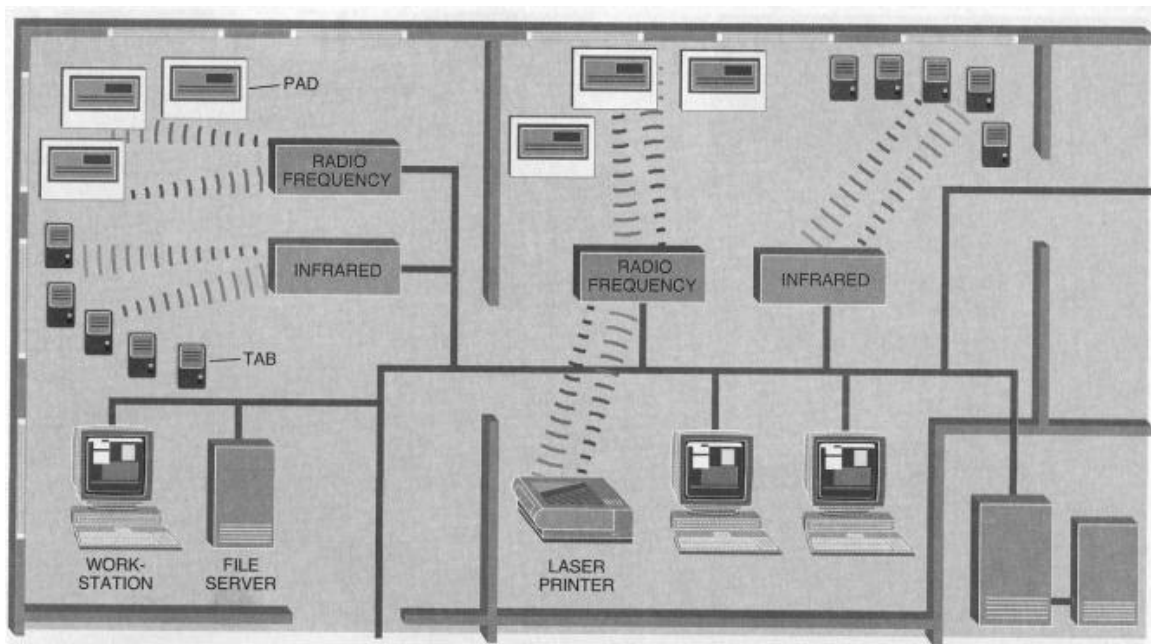 PAD
RADIO
FREQUENCY
INFRARED
TAB
RADIO
FREQUENCY
INFRARED
WORK-
STATION
FILE
SERVER
LASER
PRINTER